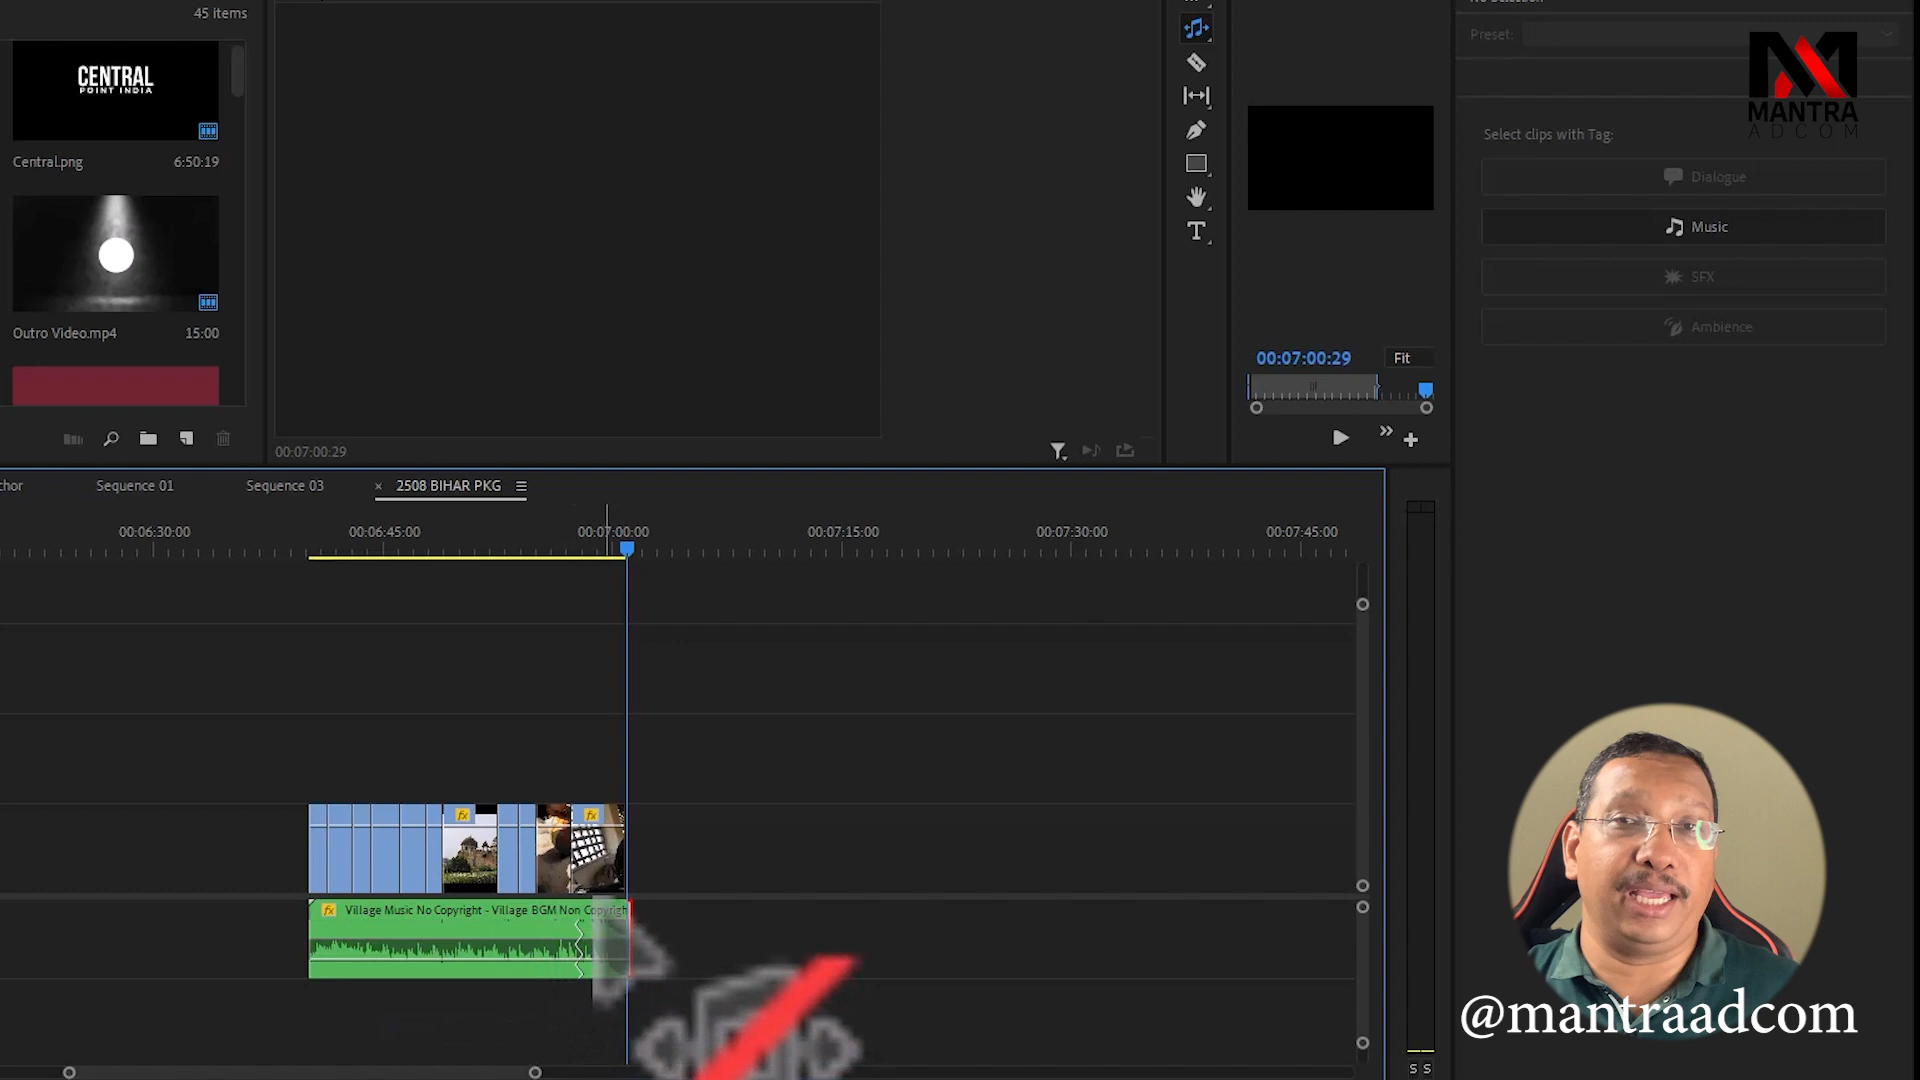 45 items
Preset:
CENTRAL
POINT INDIA
Central.png 6:50:19
MANTRA
ADCOM
Select clips with Tag:
Dialogue
Music
SFX
Ambience
Outro Video.mp4 15:00
00:07:00:29 Fit
00:07:00:29
chor
Sequence 01
Sequence 03
× 2508 BIHAR PKG
00:06:30:00 00:06:45:00 00:07:00:00 00:07:15:00 00:07:30:00 00:07:45:00
fx
fx
fx Village Music No Copyright - Village BGM Non Copyrigh
@mantraadcom
S S